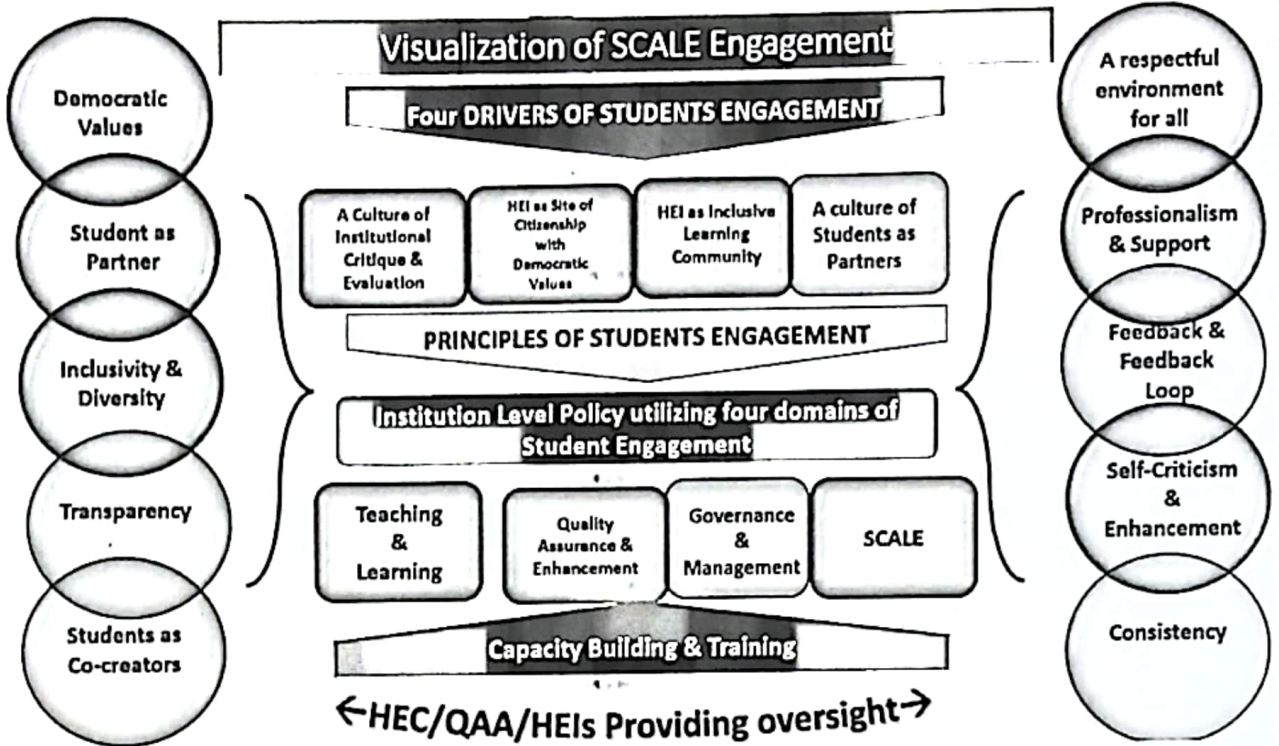 Visualization of SCALE Engagement
Four DRIVERS OF STUDENTS ENGAGEMENT
Democratic
Values
Student as
Partner
Inclusivity &
Diversity
Transparency
Students as
Co-creators
A Culture of
Institutional
Critique &
Evaluation
HEI as Site of
Citizenship
with
Democratic
Values
HEI as Inclusive
Learning
Community
A culture of
Students as
Partners
PRINCIPLES OF STUDENTS ENGAGEMENT
Institution Level Policy utilizing four domains of
Student Engagement
Teaching
&
Learning
Quality
Assurance &
Enhancement
Governance
&
Management
SCALE
Capacity Building & Training
←HEC/QAA/HEIs Providing oversight→
A respectful
environment
for all
Professionalism
& Support
Feedback &
Feedback
Loop
Self-Criticism
&
Enhancement
Consistency